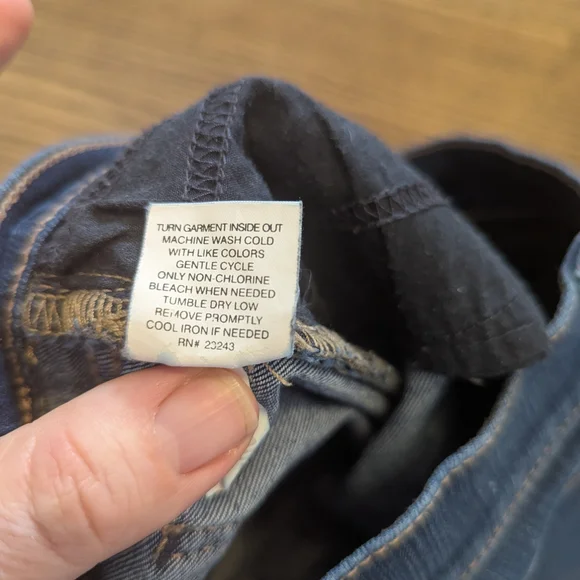 TURN GARMENT INSIDE OUT
MACHINE WASH COLD
WITH LIKE COLORS
GENTLE CYCLE
ONLY NON-CHLORINE
BLEACH WHEN NEEDED
TUMBLE DRY LOW
REMOVE PROMPTLY
COOL IRON IF NEEDED
RN# 23243